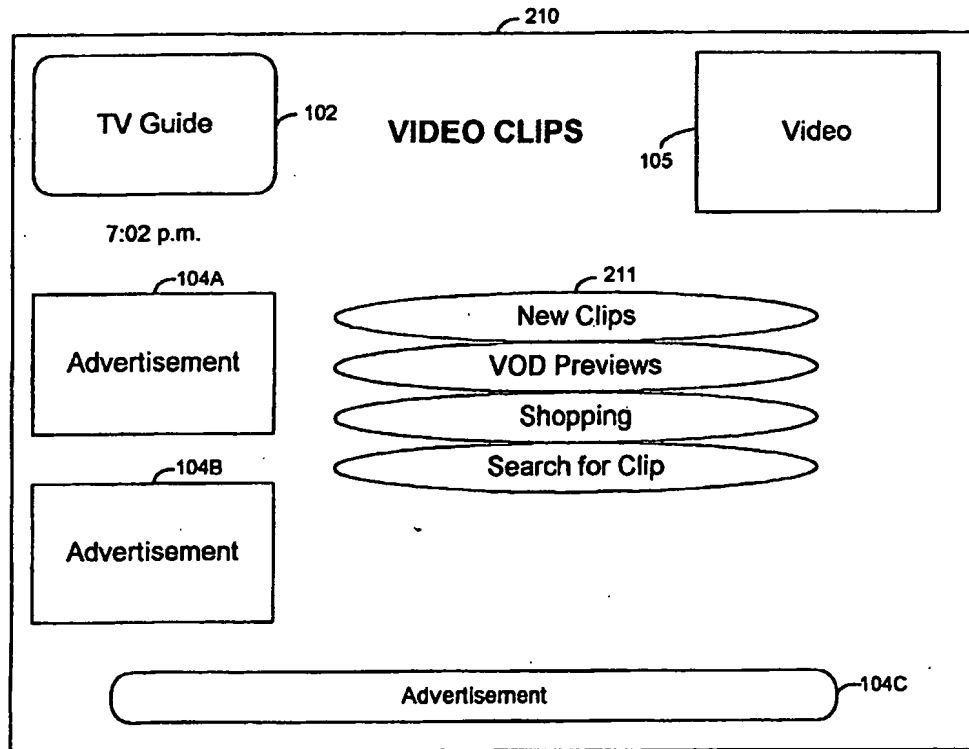 210
TV Guide
102
VIDEO CLIPS
105
Video
7:02 p.m.
104A
Advertisement
211
New Clips
VOD Previews
Shopping
Search for Clip
104B
Advertisement
Advertisement
104C